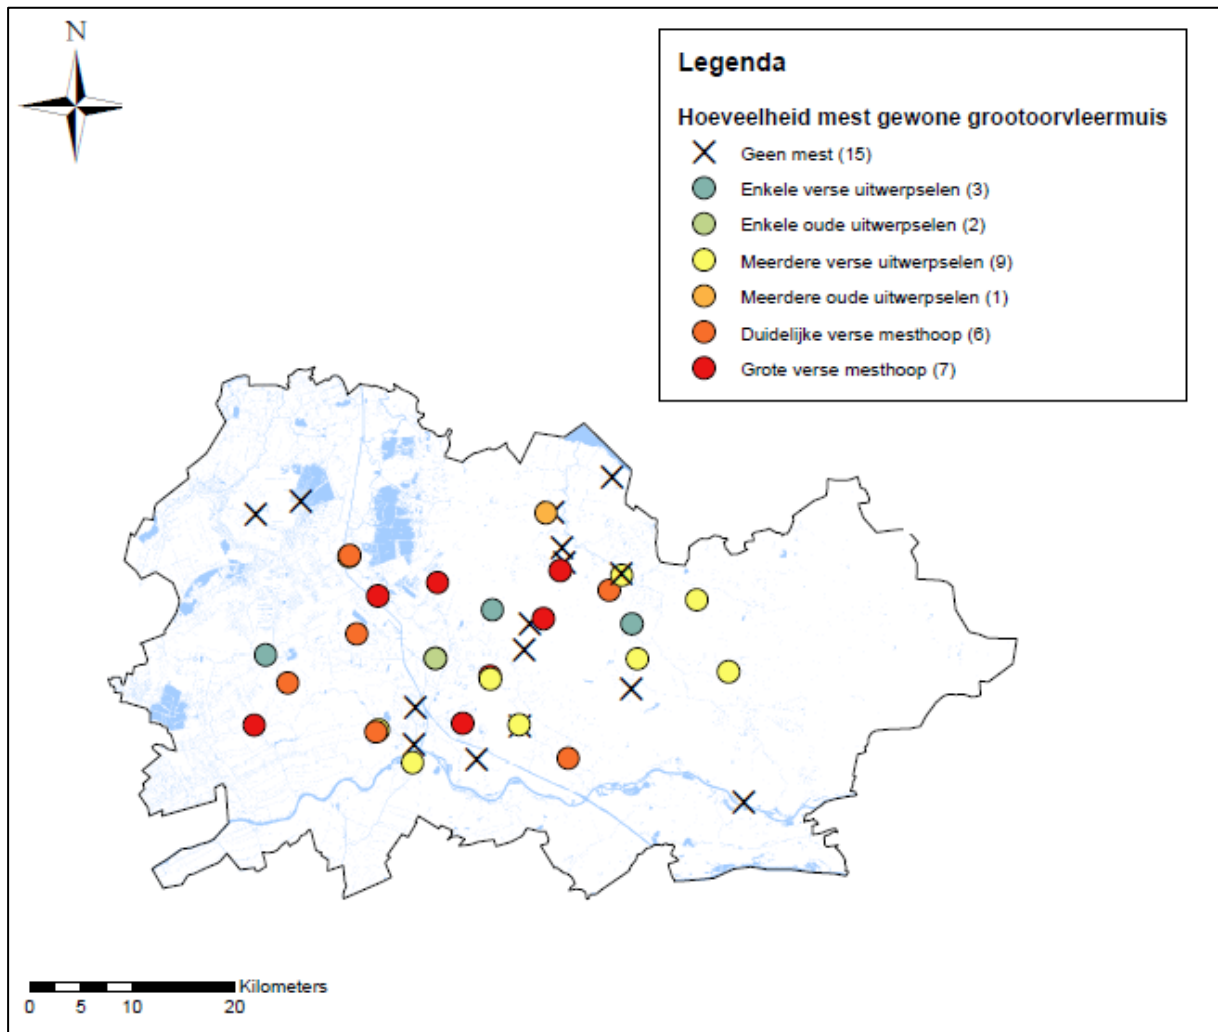 N
Legenda
Hoeveelheid mest gewone grootoorvleermuis
Geen mest (15)
Enkele verse uitwerpselen (3)
Enkele oude uitwerpselen (2)
Meerdere verse uitwerpselen (9)
Meerdere oude uitwerpselen (1)
Duidelijke verse mesthoop (6)
Grote verse mesthoop (7)
Kilometers
0 5 10 20